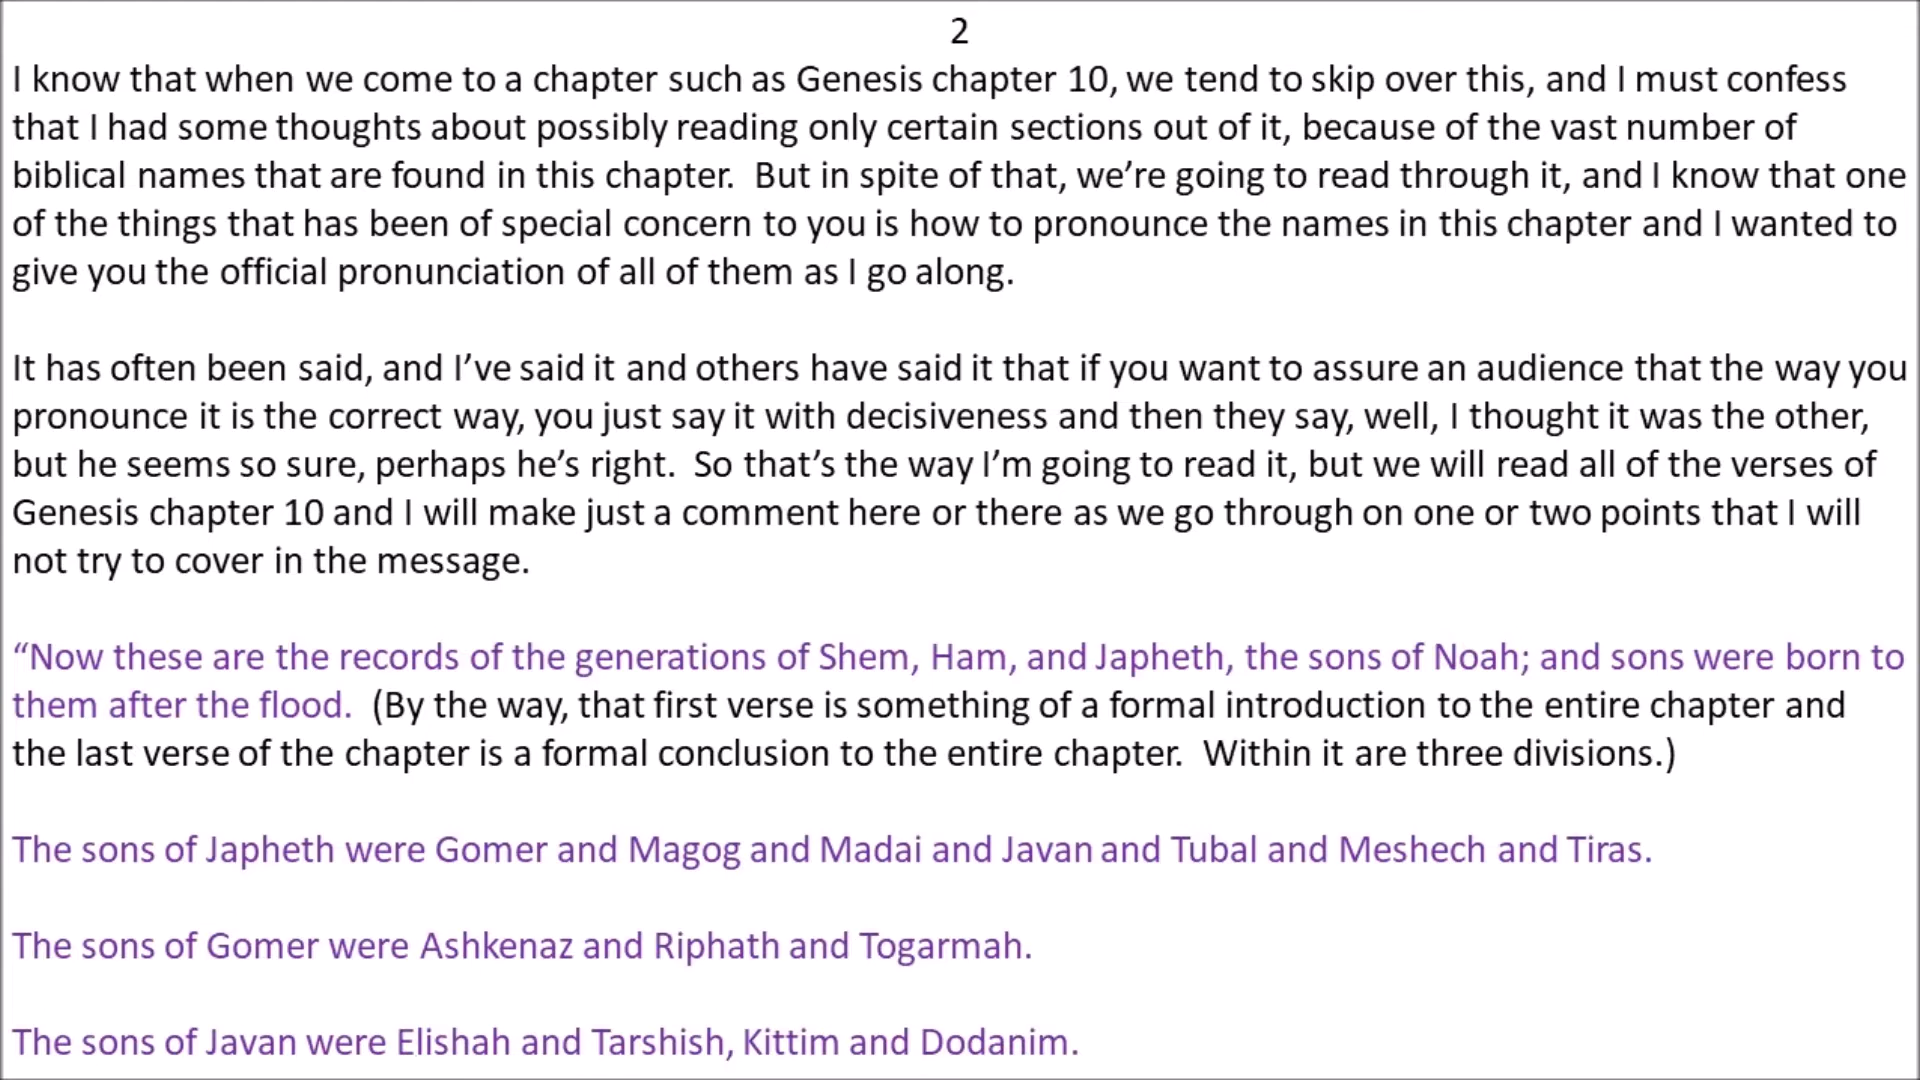 2
I know that when we come to a chapter such as Genesis chapter 10, we tend to skip over this, and I must confess
that I had some thoughts about possibly reading only certain sections out of it, because of the vast number of
biblical names that are found in this chapter.  But in spite of that, we’re going to read through it, and I know that one
of the things that has been of special concern to you is how to pronounce the names in this chapter and I wanted to
give you the official pronunciation of all of them as I go along.
It has often been said, and I’ve said it and others have said it that if you want to assure an audience that the way you
pronounce it is the correct way, you just say it with decisiveness and then they say, well, I thought it was the other,
but he seems so sure, perhaps he’s right.  So that’s the way I’m going to read it, but we will read all of the verses of
Genesis chapter 10 and I will make just a comment here or there as we go through on one or two points that I will
not try to cover in the message.
“Now these are the records of the generations of Shem, Ham, and Japheth, the sons of Noah; and sons were born to
them after the flood.  (By the way, that first verse is something of a formal introduction to the entire chapter and
the last verse of the chapter is a formal conclusion to the entire chapter.  Within it are three divisions.)
The sons of Japheth were Gomer and Magog and Madai and Javan and Tubal and Meshech and Tiras.
The sons of Gomer were Ashkenaz and Riphath and Togarmah.
The sons of Javan were Elishah and Tarshish, Kittim and Dodanim.